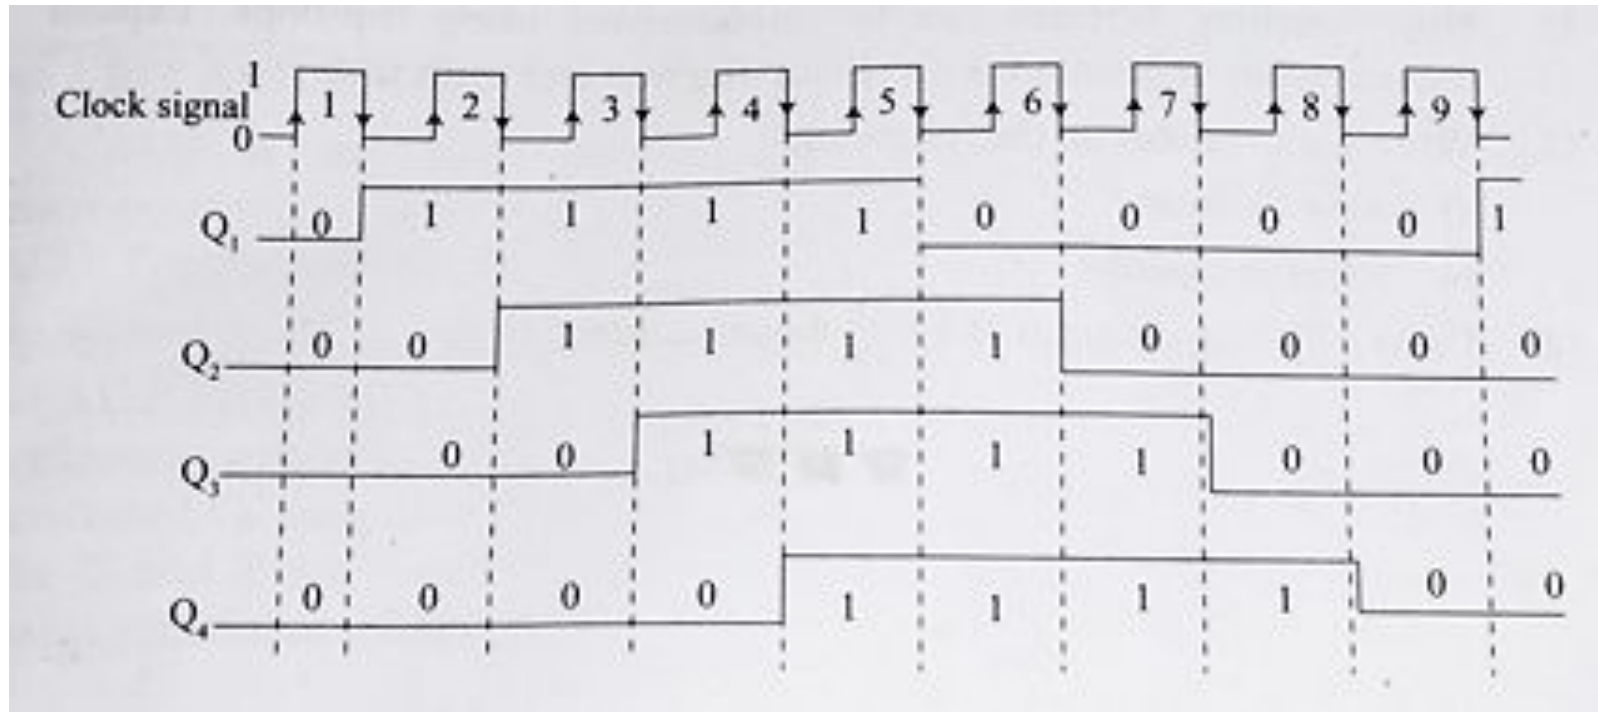 1
Clock signal 1 2 3 4 5 6 7 8 9
0
Q1 0 1 1 1 1 0 0 0 0 1
Q2 0 0 1 1 1 1 0 0 0 0
Q3 0 0 1 1 1 1 0 0 0
Q4 0 0 0 0 1 1 1 1 0 0